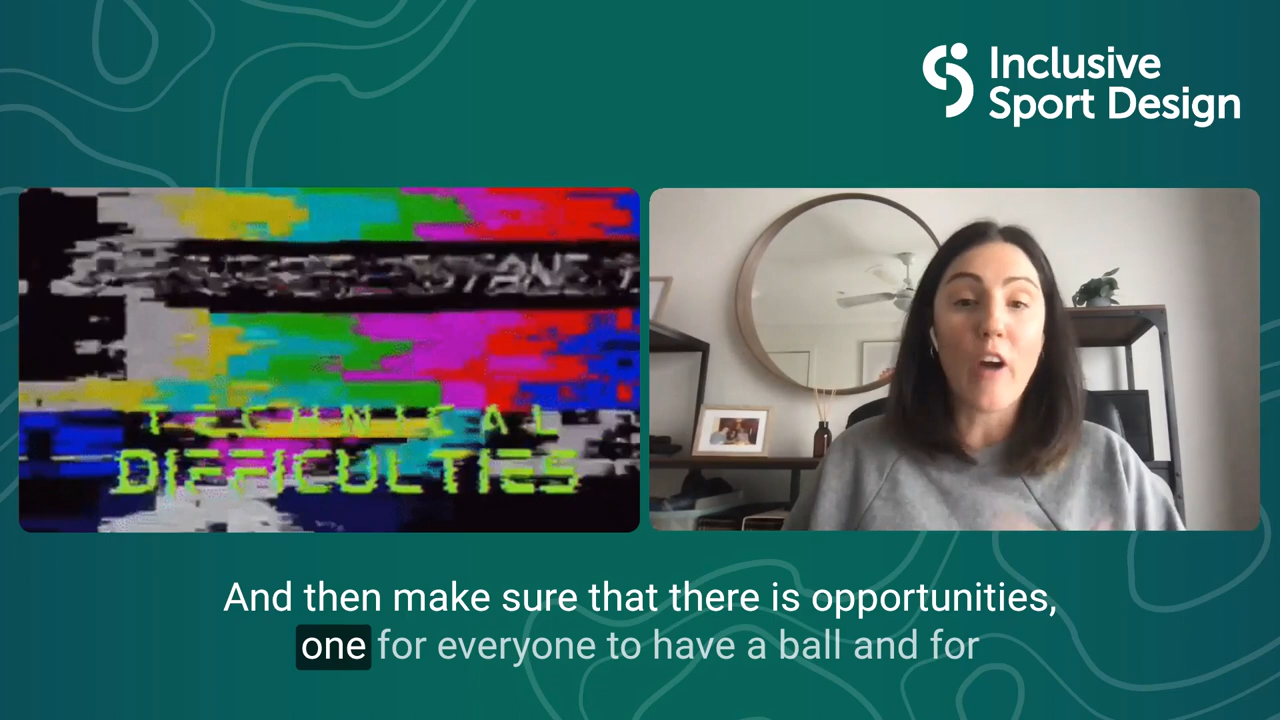 Inclusive
Sport Design
TECHNICAL
DIFFICULTIES
And then make sure that there is opportunities,
one for everyone to have a ball and for